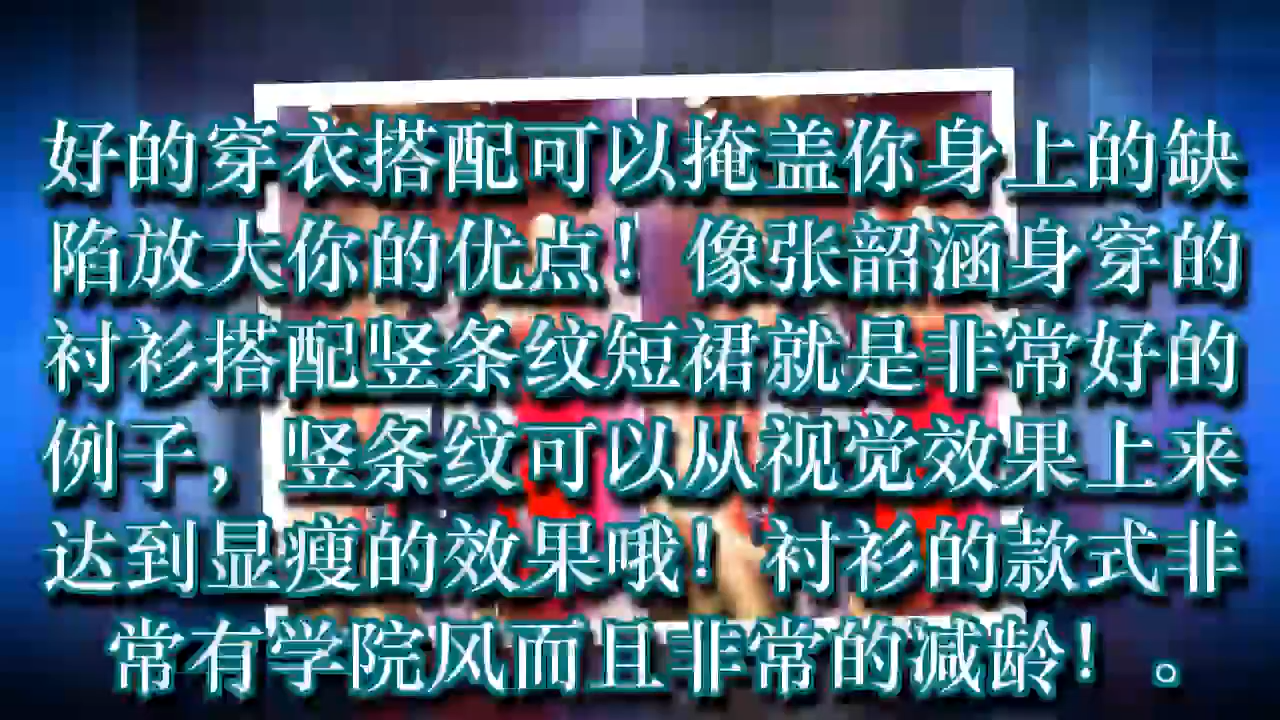 好的穿衣搭配可以掩盖你身上的缺
陷放大你的优点！像张韶涵身穿的
衬衫搭配竖条纹短裙就是非常好的
例子，竖条纹可以从视觉效果上来
达到显瘦的效果哦！衬衫的款式非
常有学院风而且非常的减龄！。